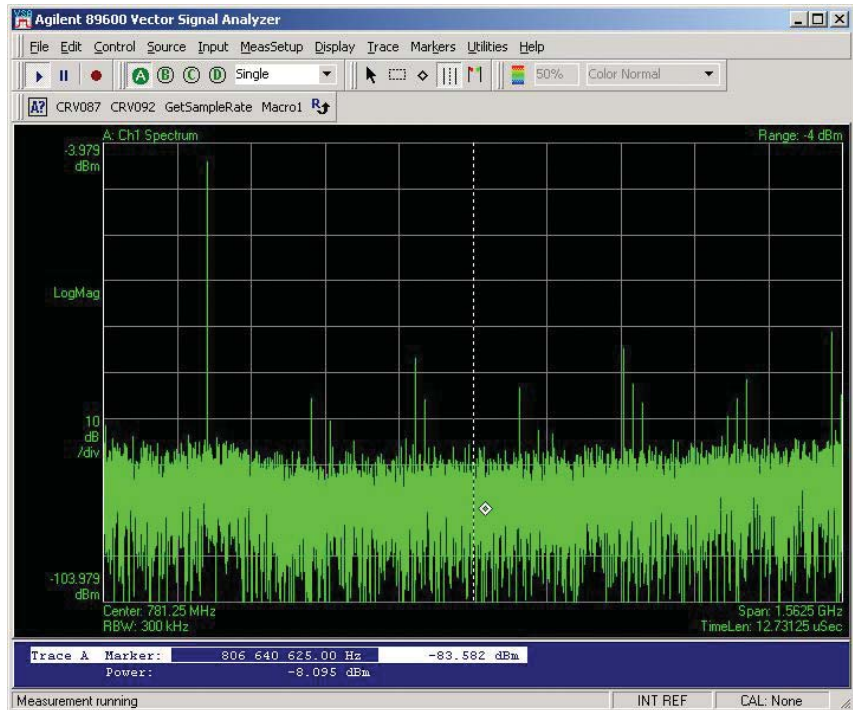 Agilent 89600 Vector Signal Analyzer
File Edit Control Source Input MeasSetup Display Trace Markers Utilities Help
A B C D Single 50% Color Normal
A? CRV087 CRV092 GetSampleRate Macro1 R
A: Ch1 Spectrum Range: -4 dBm
-3.979
dBm
LogMag
10
dB
/div
-103.979
dBm
Center: 781.25 MHz Span: 1.5625 GHz
RBW: 300 kHz TimeLen: 12.73125 uSec
Trace A Marker: 806 640 625.00 Hz -83.582 dBm
Power: -8.095 dBm
Measurement running INT REF CAL: None